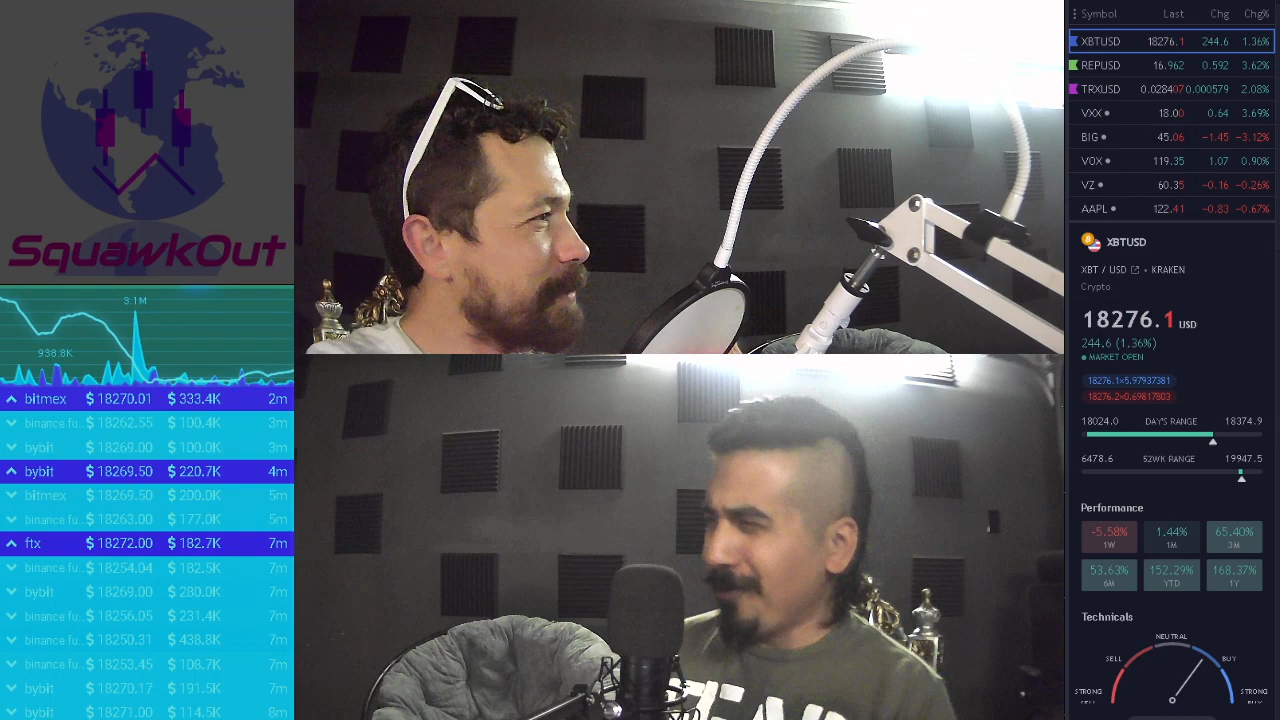 SquawkOut
3.1M
938.8K
bitmex $ 18270.01 $ 333.4K 2m
binance fu.. $ 18262.55 $ 100.4K 3m
bybit $ 18269.00 $ 100.0K 3m
bybit $ 18269.50 $ 220.7K 4m
bitmex $ 18269.50 $ 200.0K 5m
binance fu.. $ 18263.00 $ 177.0K 5m
ftx $ 18272.00 $ 182.7K 7m
binance fu.. $ 18254.04 $ 182.5K 7m
bybit $ 18269.00 $ 280.0K 7m
binance fu.. $ 18256.05 $ 231.4K 7m
binance fu.. $ 18250.31 $ 438.8K 7m
binance fu.. $ 18253.45 $ 108.7K 7m
bybit $ 18270.17 $ 191.5K 7m
bybit $ 18271.00 $ 114.5K 8m
Symbol Last Chg Chg%
XBTUSD 18276.1 244.6 1.36%
REPUSD 16.962 0.592 3.62%
TRXUSD 0.028407 0.000579 2.08%
VXX 18.00 0.64 3.69%
BIG 45.06 -1.45 -3.12%
VOX 119.35 1.07 0.90%
VZ 60.35 -0.16 -0.26%
AAPL 122.41 -0.83 -0.67%
XBTUSD
XBT / USD • KRAKEN
Crypto
18276.1 USD
244.6 (1.36%)
MARKET OPEN
18276.1×5.97937381
18276.2×0.69817803
18024.0 DAYS RANGE 18374.9
6478.6 52WK RANGE 19947.5
Performance
-5.58% 1.44% 65.40%
1W 1M 3M
53.63% 152.29% 168.37%
6M YTD 1Y
Technicals
NEUTRAL
SELL BUY
STRONG STRONG